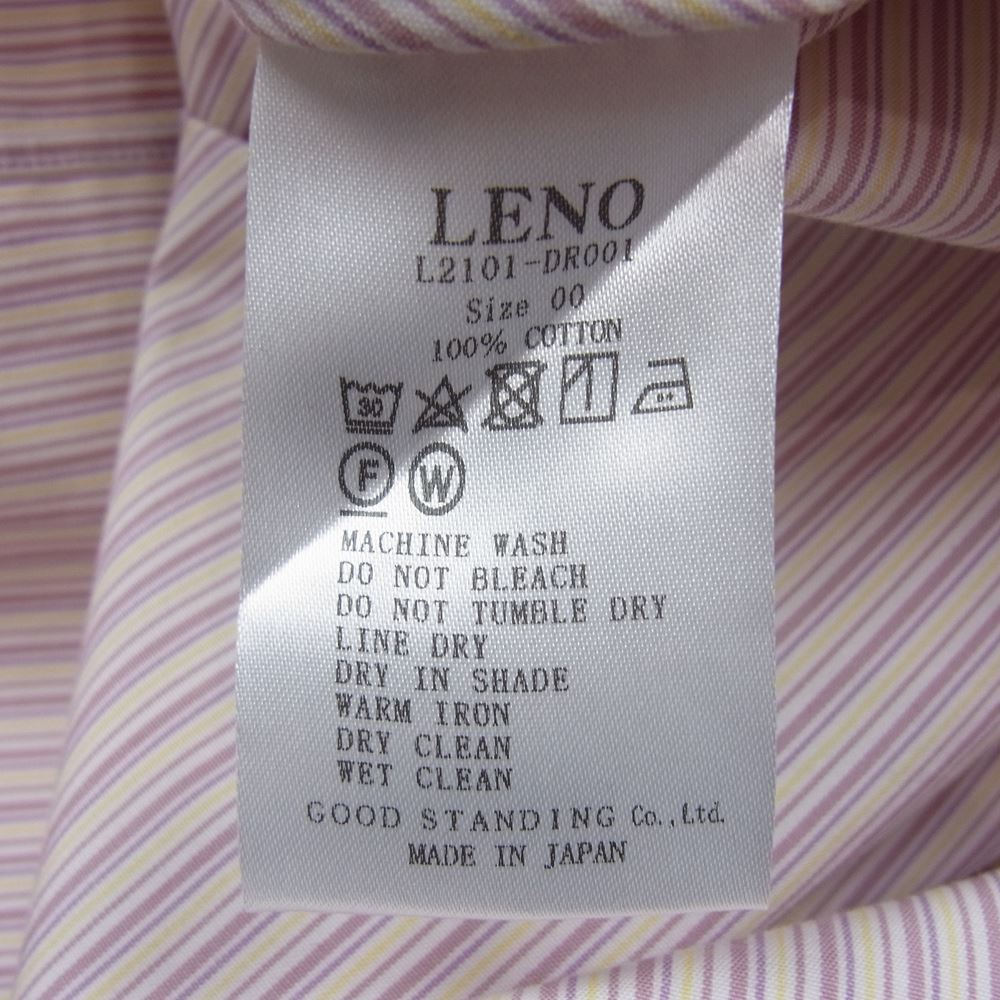 LENO
L2101-DR001
Size 00
100% COTTON
30
F W
MACHINE WASH
DO NOT BLEACH
DO NOT TUMBLE DRY
LINE DRY
DRY IN SHADE
WARM IRON
DRY CLEAN
WET CLEAN
GOOD STANDING Co.,Ltd.
MADE IN JAPAN